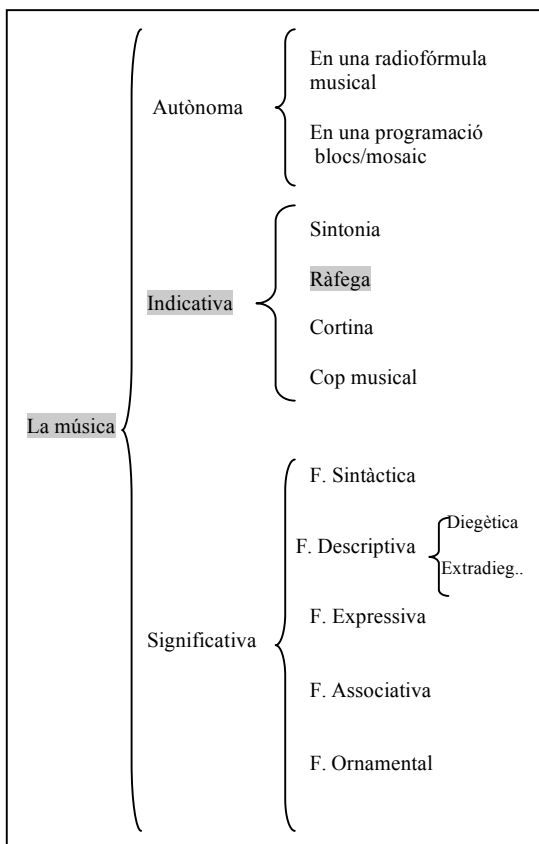 La música
Autònoma
En una radiofórmula
musical
En una programació
blocs/mosaic
Indicativa
Sintonia
Ràfega
Cortina
Cop musical
Significativa
F. Sintàctica
F. Descriptiva
Diegètica
Extradieg..
F. Expressiva
F. Associativa
F. Ornamental